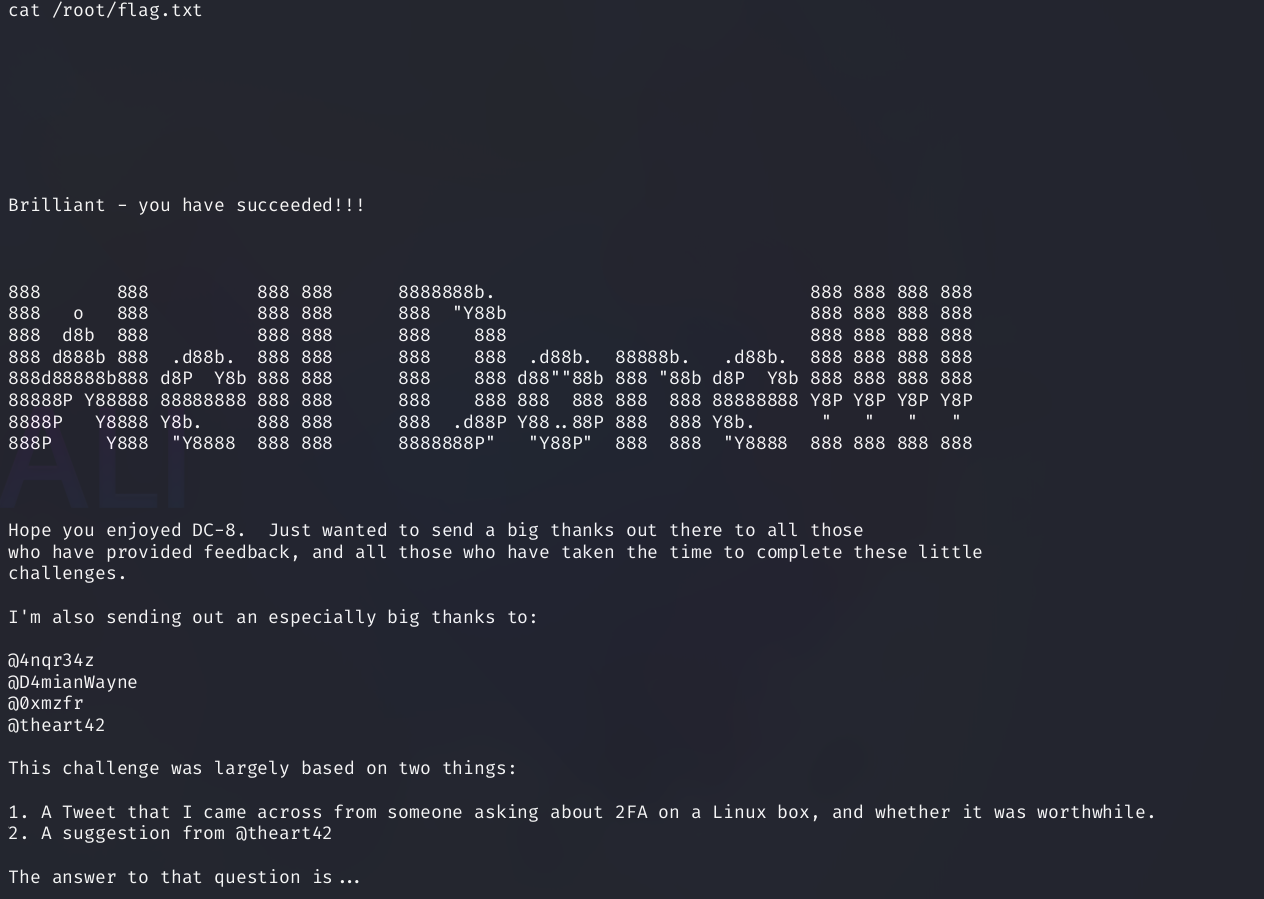 cat /root/flag.txt
Brilliant - you have succeeded!!!
888       888          888 888      8888888b.                             888 888 888 888
888   o   888          888 888      888  "Y88b                            888 888 888 888
888  d8b  888          888 888      888    888                            888 888 888 888
888 d888b 888  .d88b.  888 888      888    888  .d88b.  88888b.   .d88b.  888 888 888 888
888d88888b888 d8P  Y8b 888 888      888    888 d88""88b 888 "88b d8P  Y8b 888 888 888 888
88888P Y88888 88888888 888 888      888    888 888  888 888  888 88888888 Y8P Y8P Y8P Y8P
8888P   Y8888 Y8b.     888 888      888  .d88P Y88..88P 888  888 Y8b.      "   "   "   "
888P     Y888  "Y8888  888 888      8888888P"   "Y88P"  888  888  "Y8888  888 888 888 888
Hope you enjoyed DC-8.  Just wanted to send a big thanks out there to all those
who have provided feedback, and all those who have taken the time to complete these little
challenges.
I'm also sending out an especially big thanks to:
@4nqr34z
@D4mianWayne
@0xmzfr
@theart42
This challenge was largely based on two things:
1. A Tweet that I came across from someone asking about 2FA on a Linux box, and whether it was worthwhile.
2. A suggestion from @theart42
The answer to that question is...